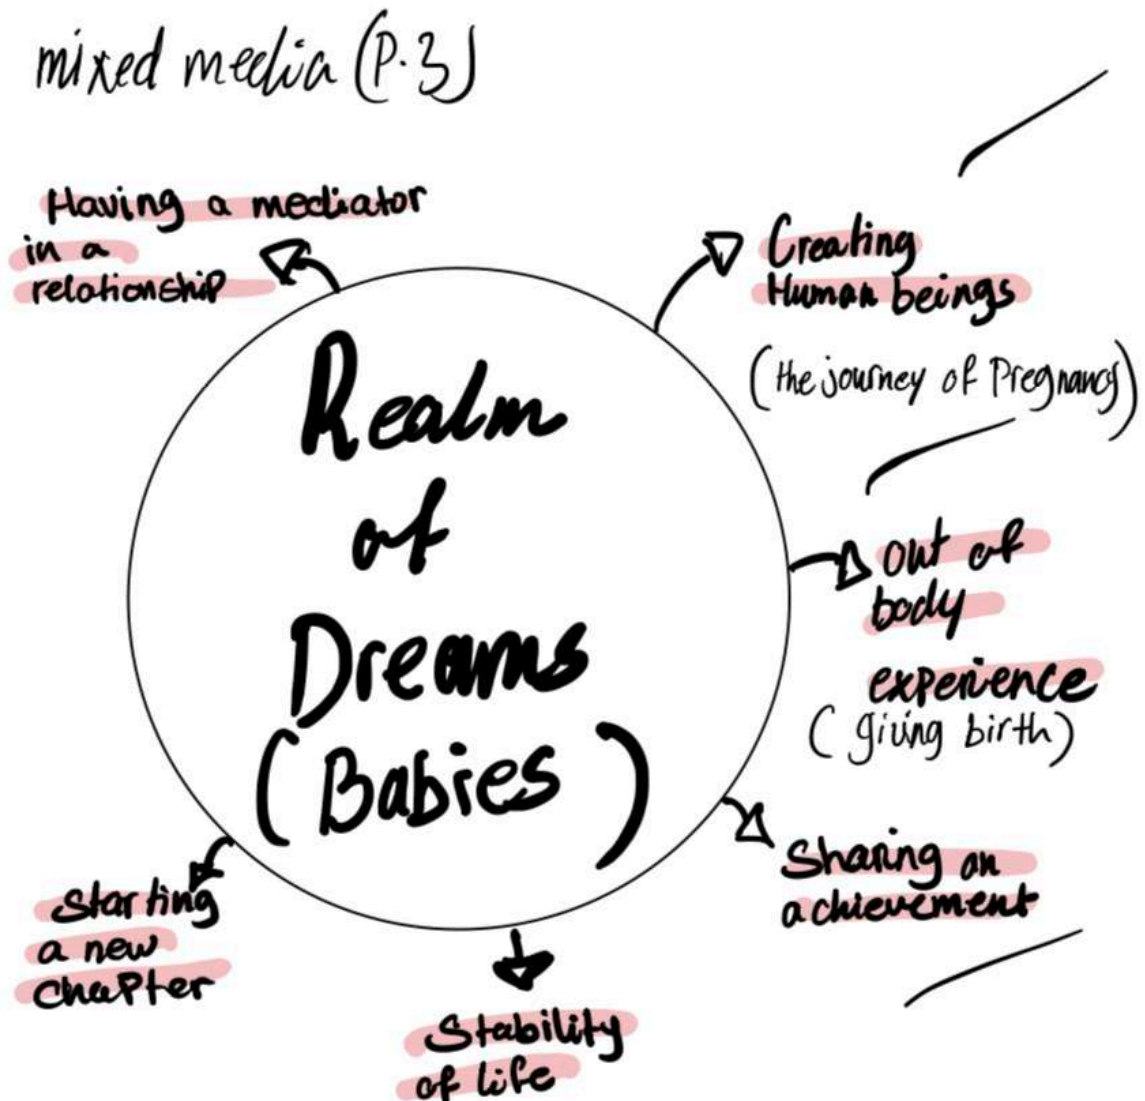 mixed media (P.3)
Having a mediator
in a
relationship
Creating
Human beings
(the journey of Pregnancy)
Realm
of
Dreams
(Babies)
out of
body
experience
(giving birth)
Sharing an
achievement
Starting
a new
chapter
Stability
of life